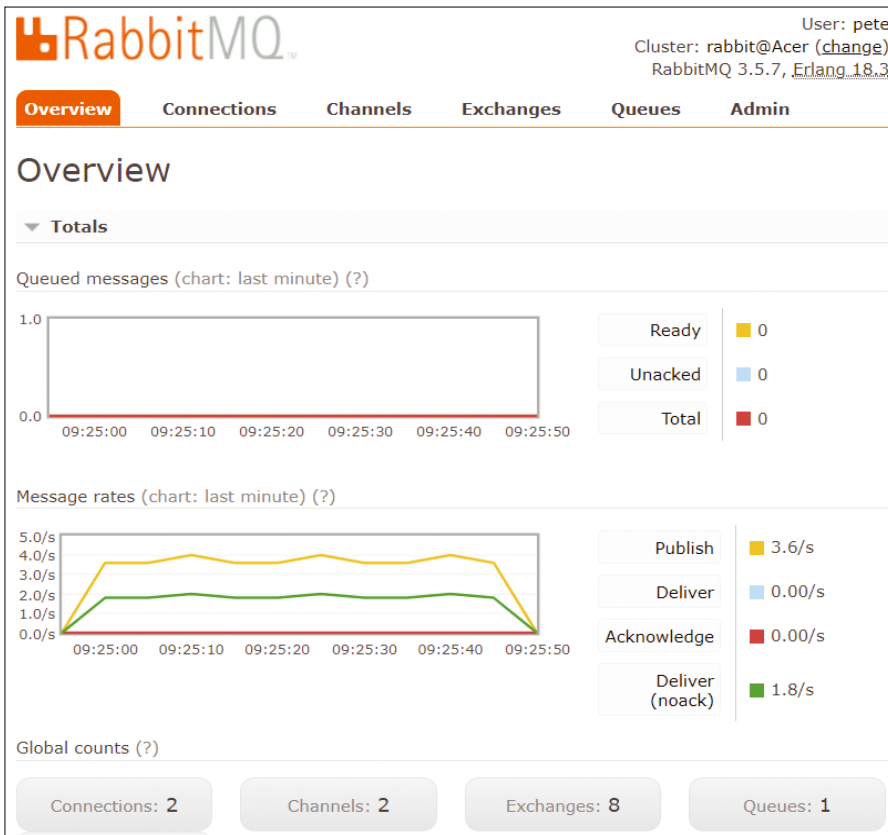 RabbitMQ™
User: pete
Cluster: rabbit@Acer (change)
RabbitMQ 3.5.7, Erlang 18.3
Overview Connections Channels Exchanges Queues Admin
Overview
Totals
Queued messages (chart: last minute) (?)
1.0
0.0
09:25:00 09:25:10 09:25:20 09:25:30 09:25:40 09:25:50
Ready 0
Unacked 0
Total 0
Message rates (chart: last minute) (?)
5.0/s
4.0/s
3.0/s
2.0/s
1.0/s
0.0/s
09:25:00 09:25:10 09:25:20 09:25:30 09:25:40 09:25:50
Publish 3.6/s
Deliver 0.00/s
Acknowledge 0.00/s
Deliver
(noack) 1.8/s
Global counts (?)
Connections: 2 Channels: 2 Exchanges: 8 Queues: 1